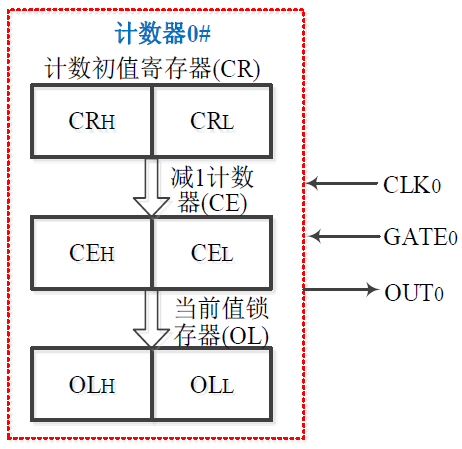 计数器0#
计数初值寄存器(CR)
CRH
CRL
减1计数
器(CE)
CLK0
GATE0
CEH
CEL
OUT0
当前值锁
存器(OL)
OLH
OLL